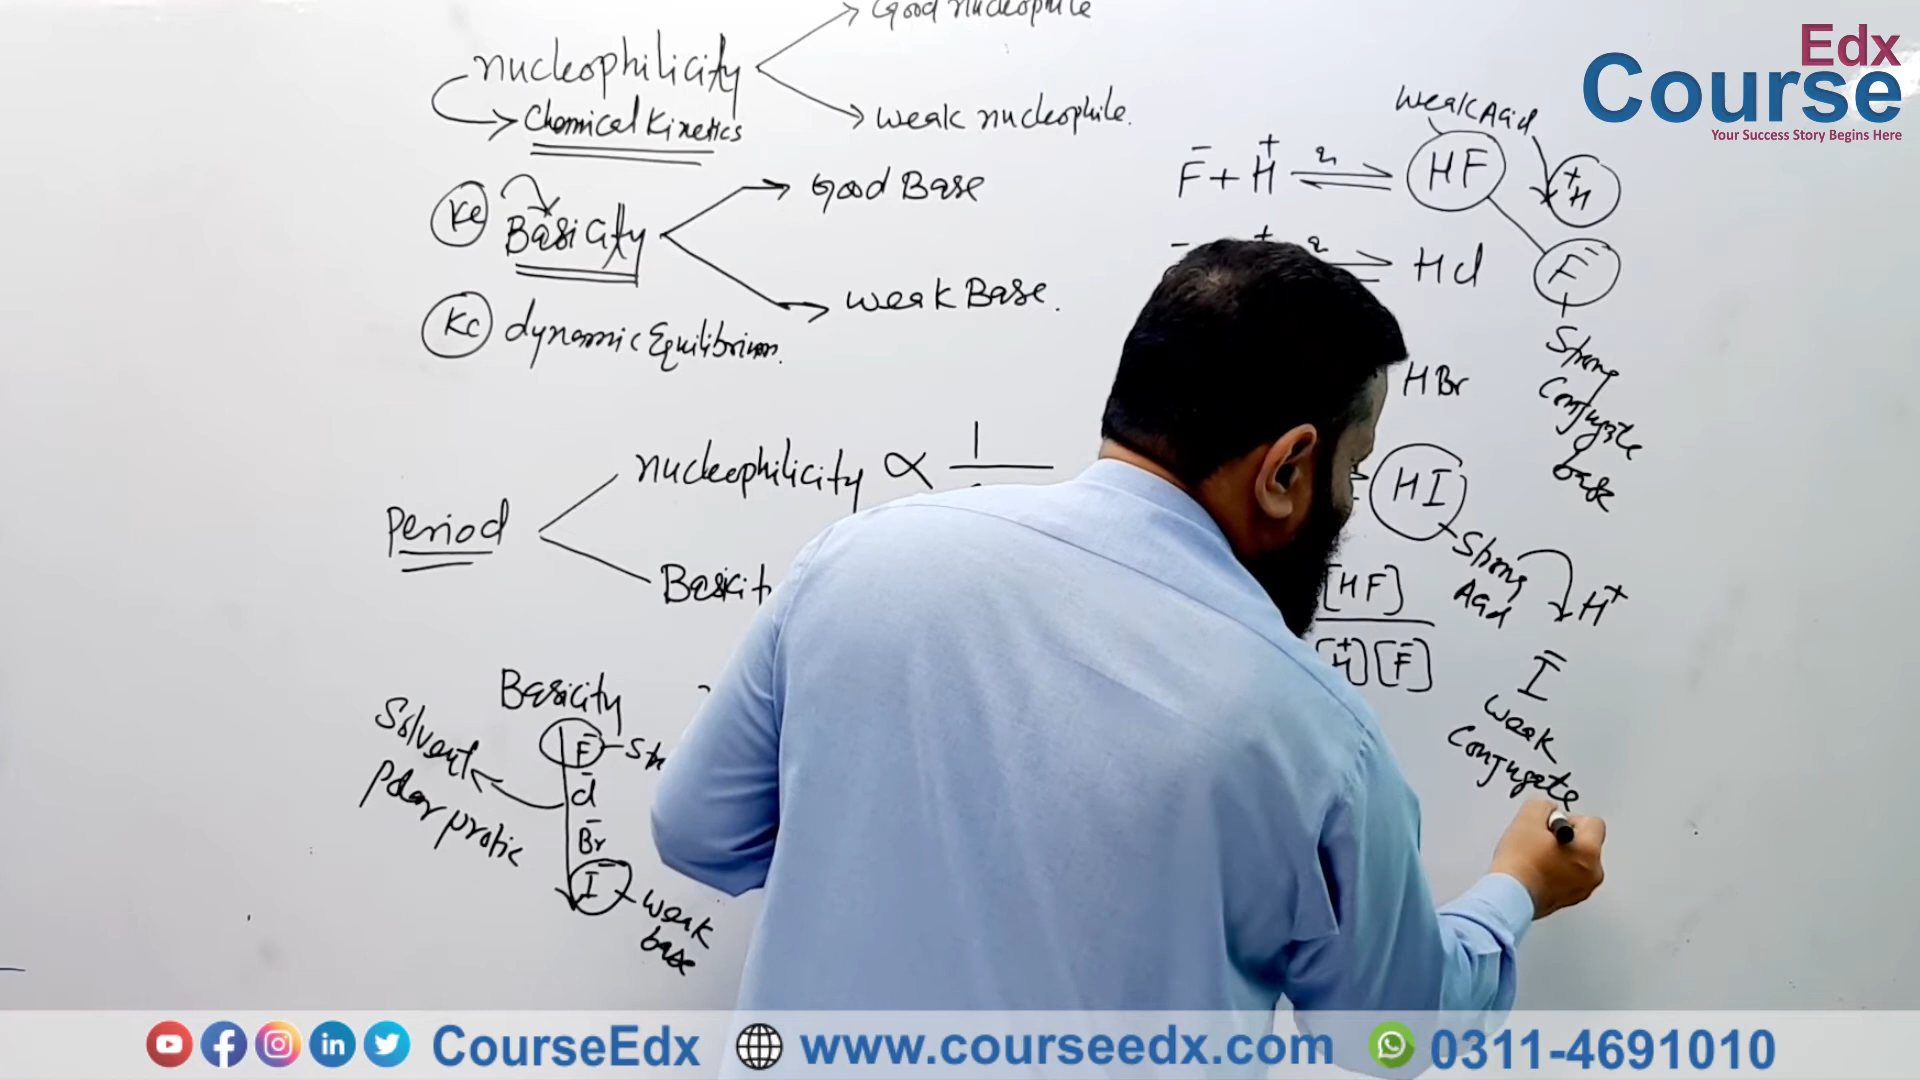 Good nucleophile
nucleophilicity
Chemical Kinetics
weak nucleophile.
Ke
Basicity
Good Base
weak Base.
Kc
dynamic Equilibrium.
Period
nucleophilicity ∝ 1
Basicit
Basicity
Solvent
polar protic
F⁻
Cl⁻
Br⁻
I⁻
weak
base
weak Acid
F⁻ + H⁺ ⇌ HF
H⁺
F⁻
HCl
Strong
Conjugate
base
HBr
HI
Strong
Acid
H⁺
[HF]
[H⁺][F⁻]
I⁻
weak
Conjugate
Edx
Course
Your Success Story Begins Here
CourseEdx
www.courseedx.com
0311-4691010